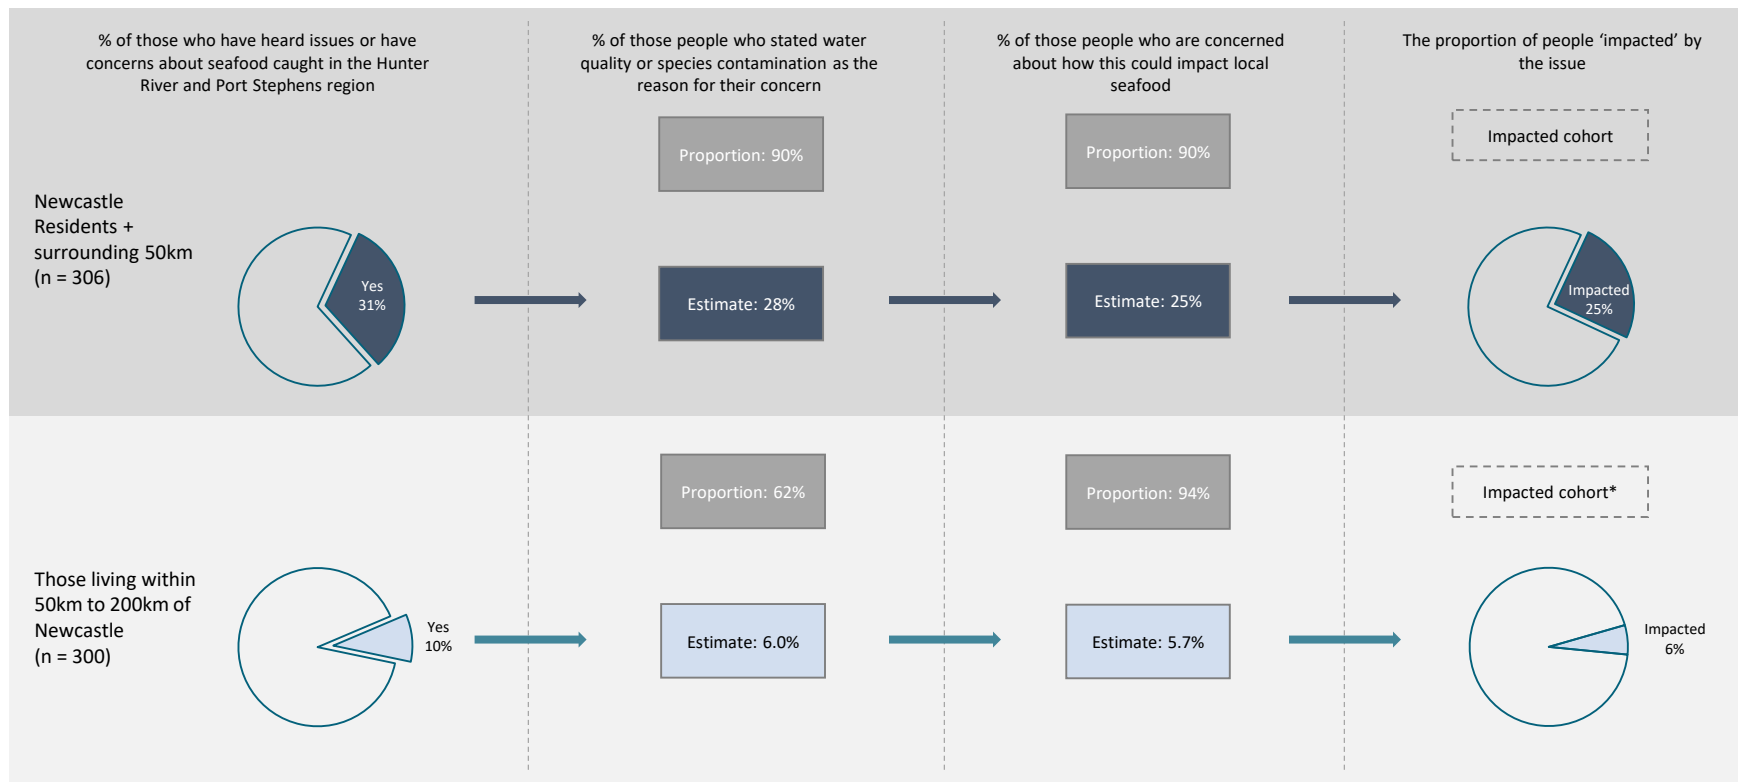 % of those who have heard issues or have
concerns about seafood caught in the Hunter
River and Port Stephens region
% of those people who stated water
quality or species contamination as the
reason for their concern
% of those people who are concerned
about how this could impact local
seafood
The proportion of people ‘impacted’ by
the issue
Newcastle
Residents +
surrounding 50km
(n = 306)
Yes
31%
Proportion: 90%
Estimate: 28%
Proportion: 90%
Estimate: 25%
Impacted cohort
Impacted
25%
Those living within
50km to 200km of
Newcastle
(n = 300)
Yes
10%
Proportion: 62%
Estimate: 6.0%
Proportion: 94%
Estimate: 5.7%
Impacted cohort*
Impacted
6%